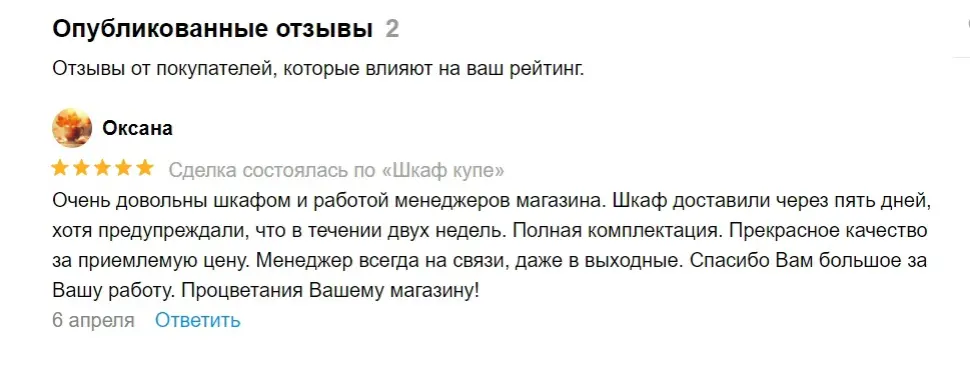 Опубликованные отзывы 2
Отзывы от покупателей, которые влияют на ваш рейтинг.
Оксана
Сделка состоялась по «Шкаф купе»
Очень довольны шкафом и работой менеджеров магазина. Шкаф доставили через пять дней,
хотя предупреждали, что в течении двух недель. Полная комплектация. Прекрасное качество
за приемлемую цену. Менеджер всегда на связи, даже в выходные. Спасибо Вам большое за
Вашу работу. Процветания Вашему магазину!
6 апреля Ответить